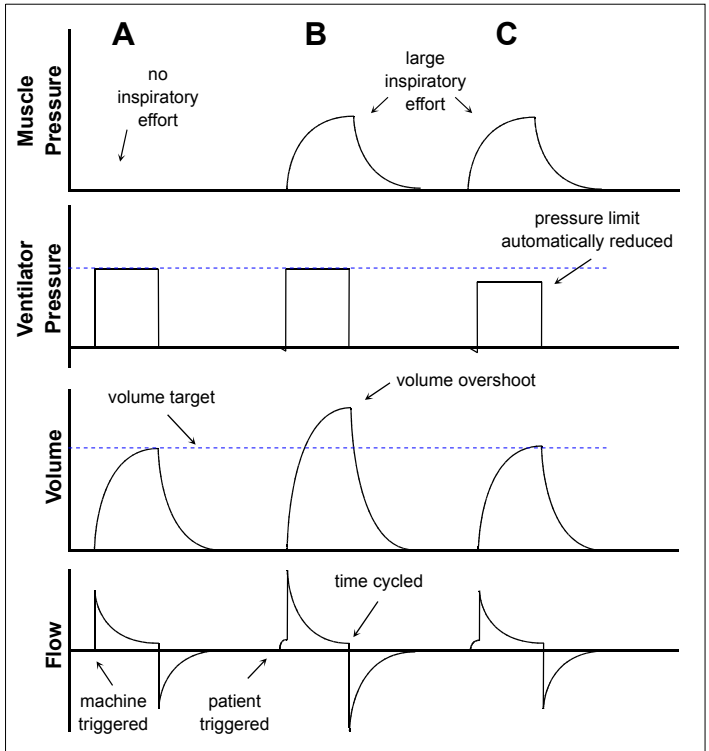 A
B
C
Muscle
Pressure
no
inspiratory
effort
large
inspiratory
effort
Ventilator
Pressure
pressure limit
automatically reduced
Volume
volume target
volume overshoot
Flow
time cycled
machine
triggered
patient
triggered